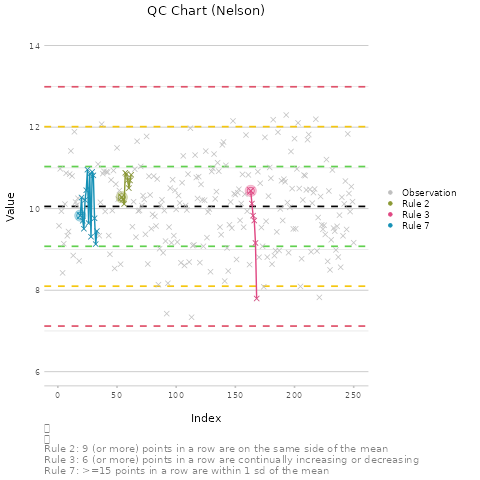 QC Chart (Nelson)
14
12
10
8
6
Value
0
50
100
150
200
250
Index
Observation
Rule 2
Rule 3
Rule 7
Rule 2: 9 (or more) points in a row are on the same side of the mean
Rule 3: 6 (or more) points in a row are continually increasing or decreasing
Rule 7: >=15 points in a row are within 1 sd of the mean